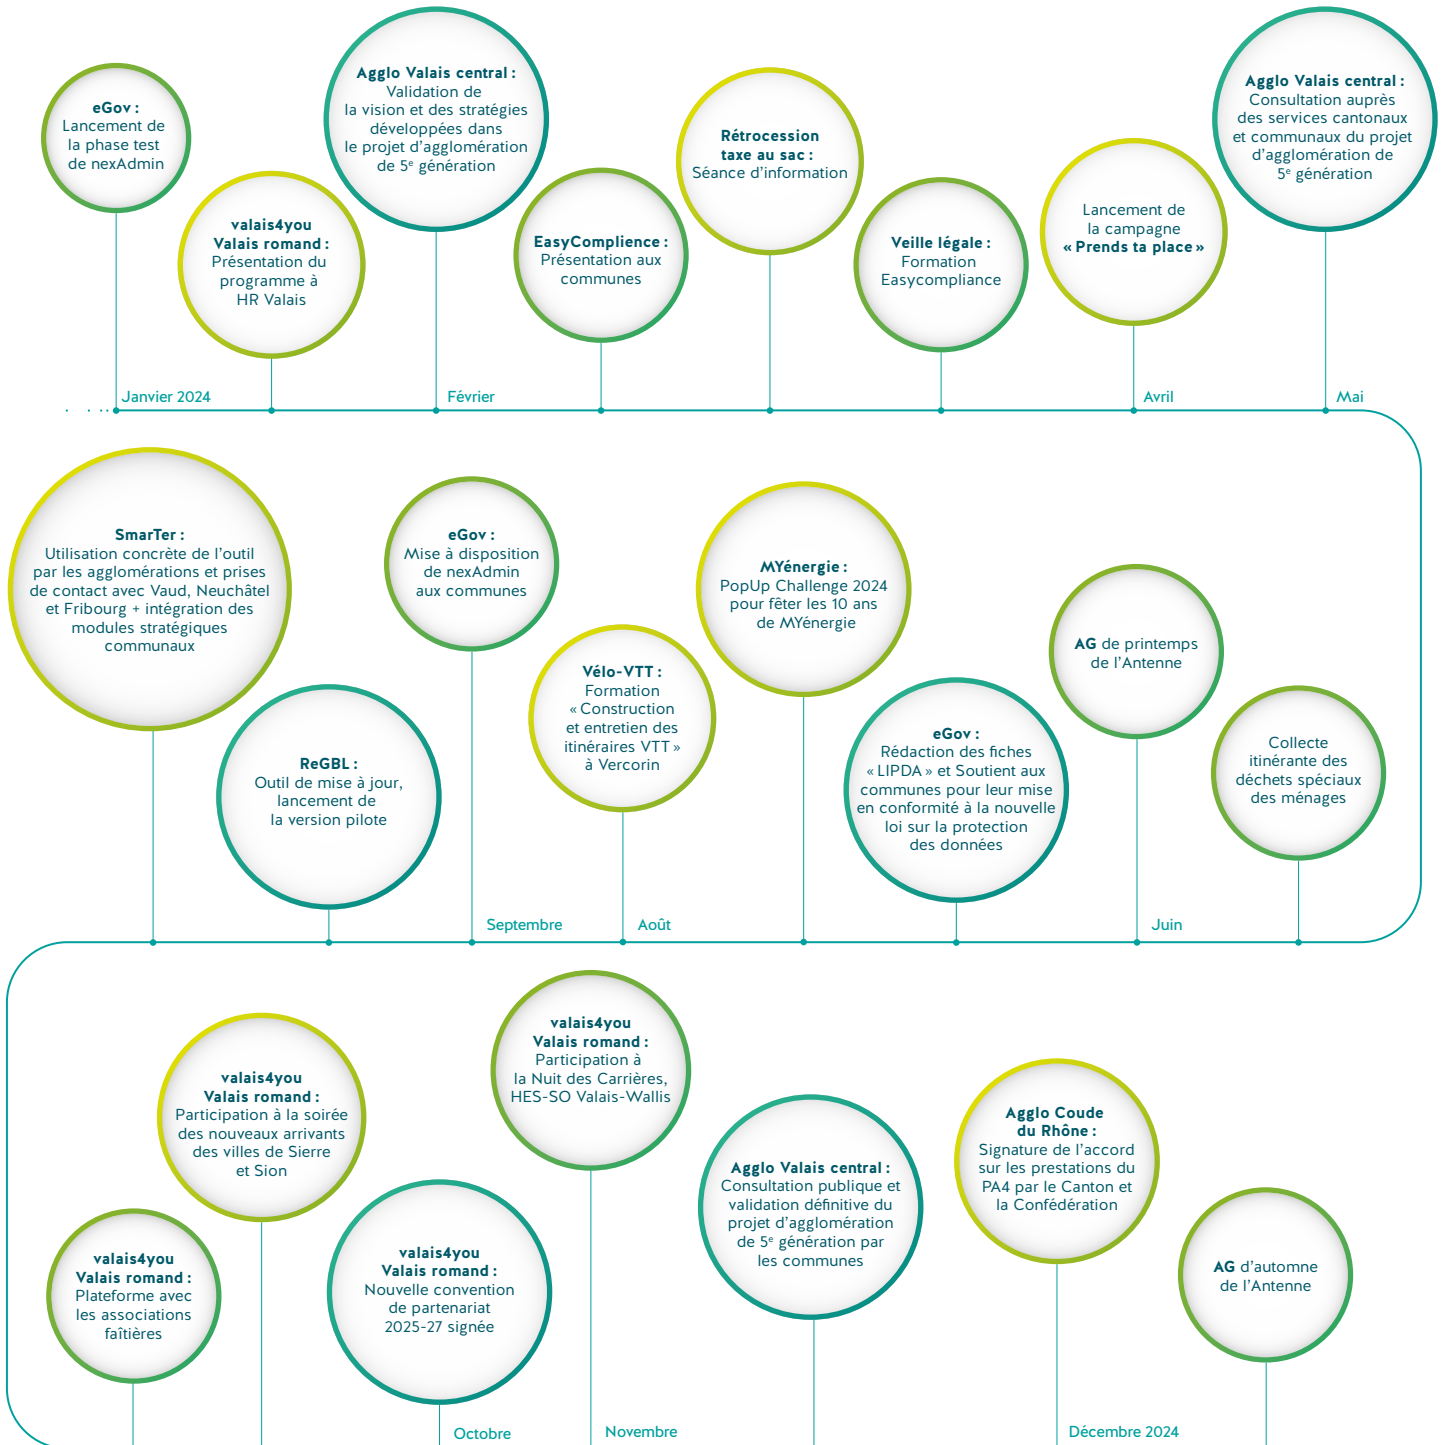 eGov :
Lancement de
la phase test
de nexAdmin
valais4you
Valais romand :
Présentation du
programme à
HR Valais
Agglo Valais central :
Validation de
la vision et des stratégies
développées dans
le projet d’agglomération
de 5e génération
EasyComplience :
Présentation aux
communes
Rétrocession
taxe au sac :
Séance d’information
Veille légale :
Formation
Easycompliance
Lancement de
la campagne
« Prends ta place »
Agglo Valais central :
Consultation auprès
des services cantonaux
et communaux du projet
d’agglomération de
5e génération
Janvier 2024
Février
Avril
Mai
SmarTer :
Utilisation concrète de l’outil
par les agglomérations et prises
de contact avec Vaud, Neuchâtel
et Fribourg + intégration des
modules stratégiques
communaux
ReGBL :
Outil de mise à jour,
lancement de
la version pilote
eGov :
Mise à disposition
de nexAdmin
aux communes
Vélo-VTT :
Formation
« Construction
et entretien des
itinéraires VTT »
à Vercorin
MYénergie :
PopUp Challenge 2024
pour fêter les 10 ans
de MYénergie
eGov :
Rédaction des fiches
« LIPDA » et Soutient aux
communes pour leur mise
en conformité à la nouvelle
loi sur la protection
des données
AG de printemps
de l’Antenne
Collecte
itinérante des
déchets spéciaux
des ménages
Septembre
Août
Juin
valais4you
Valais romand :
Plateforme avec
les associations
faîtières
valais4you
Valais romand :
Participation à la soirée
des nouveaux arrivants
des villes de Sierre
et Sion
valais4you
Valais romand :
Nouvelle convention
de partenariat
2025-27 signée
valais4you
Valais romand :
Participation à
la Nuit des Carrières,
HES-SO Valais-Wallis
Agglo Valais central :
Consultation publique et
validation définitive du
projet d’agglomération
de 5e génération par
les communes
Agglo Coude
du Rhône :
Signature de l’accord
sur les prestations du
PA4 par le Canton et
la Confédération
AG d’automne
de l’Antenne
Octobre
Novembre
Décembre 2024